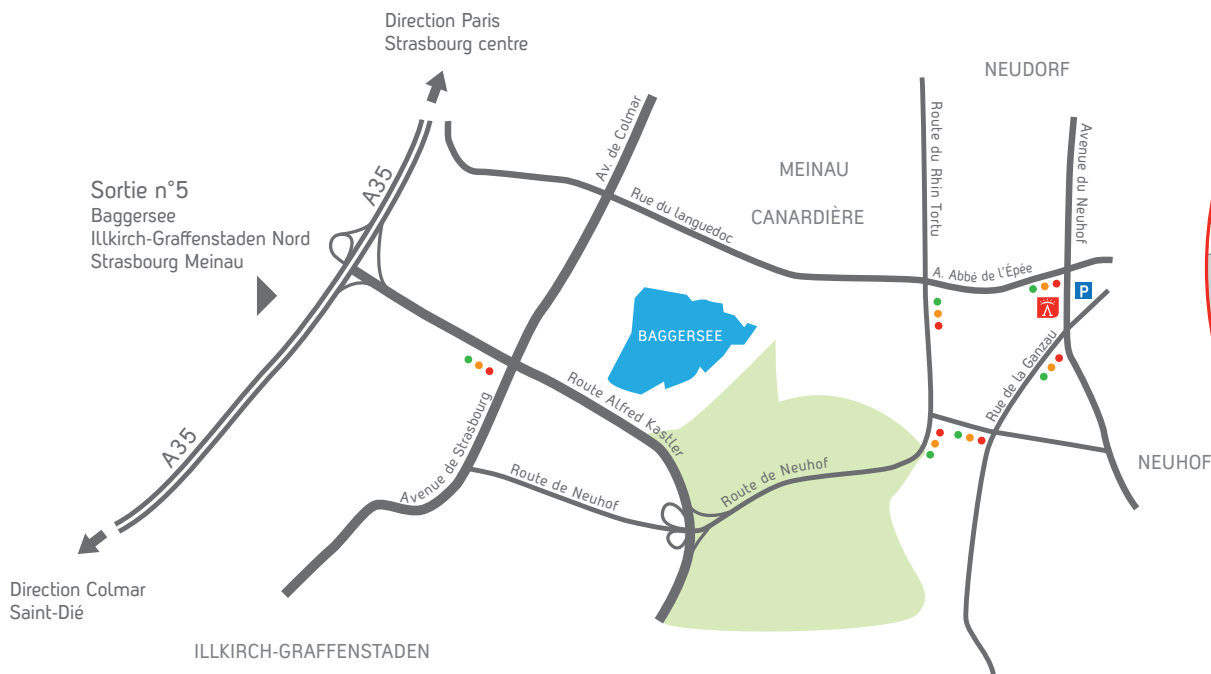 Direction Paris
Strasbourg centre
NEUDORF
Av. de Colmar
Route du Rhin Tortu
Avenue du Neuhof
A35
MEINAU
CANARDIÈRE
Sortie n°5
Baggersee
Illkirch-Graffenstaden Nord
Strasbourg Meinau
Rue du languedoc
A. Abbé de l'Épée
P
BAGGERSEE
Rue de la Ganzau
Route Alfred Kastler
A35
Avenue de Strasbourg
Route de Neuhof
Route de Neuhof
NEUHOF
Direction Colmar
Saint-Dié
ILLKIRCH-GRAFFENSTADEN